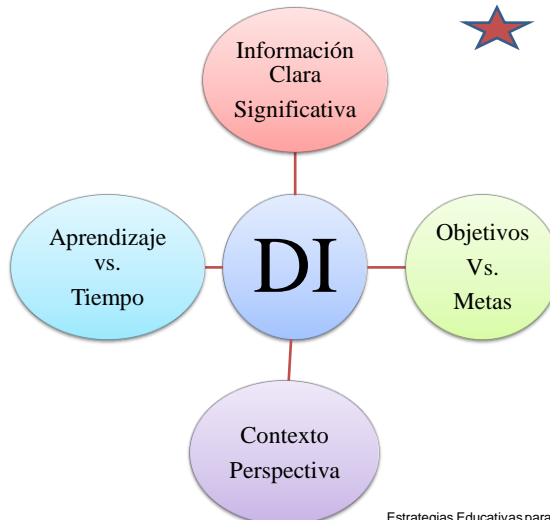 Información
Clara
Significativa
Aprendizaje
vs.
Tiempo
DI
Objetivos
Vs.
Metas
Contexto
Perspectiva
Estrategias Educativas para